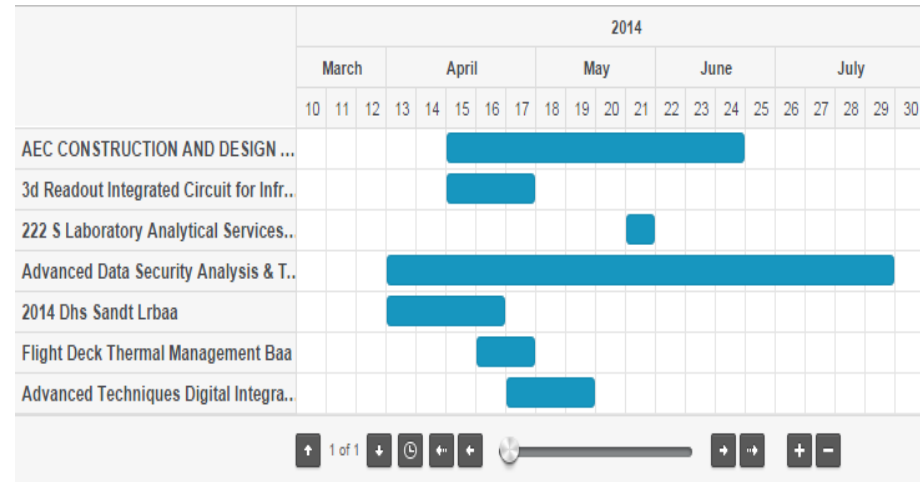 2014
March April May June July
10 11 12 13 14 15 16 17 18 19 20 21 22 23 24 25 26 27 28 29 30
AEC CONSTRUCTION AND DESIGN ...
3d Readout Integrated Circuit for Infr...
222 S Laboratory Analytical Services...
Advanced Data Security Analysis & T...
2014 Dhs Sandt Lrbaa
Flight Deck Thermal Management Baa
Advanced Techniques Digital Integra...
1 of 1